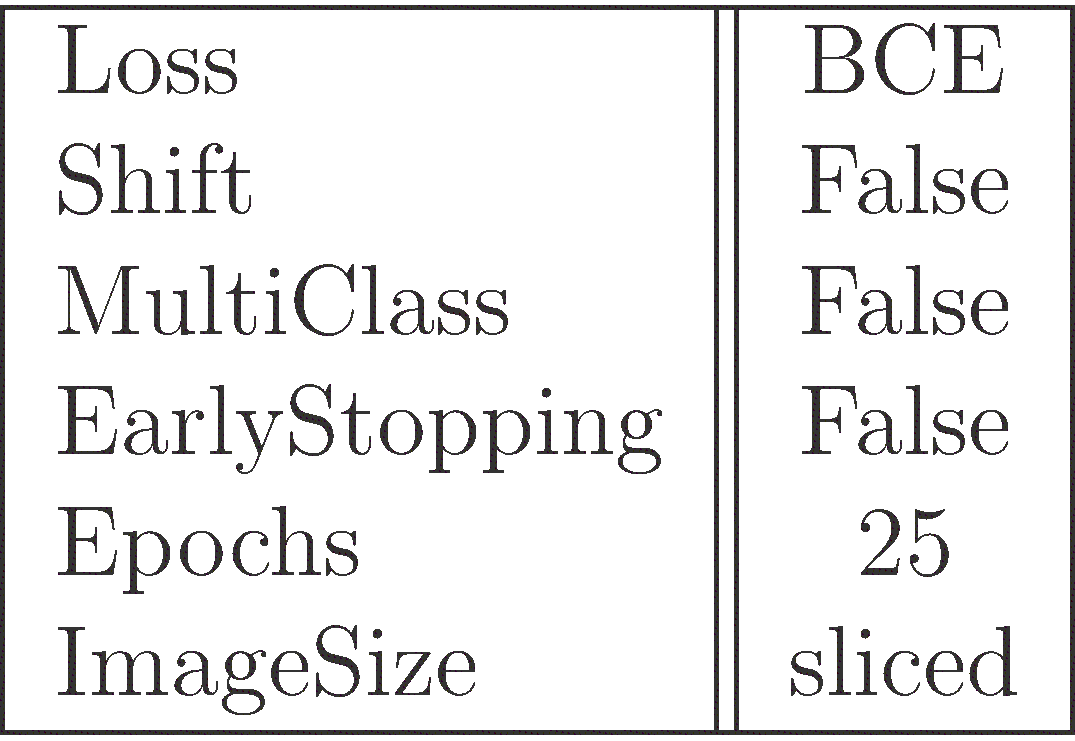 Loss BCE
Shift False
MultiClass False
EarlyStopping False
Epochs 25
ImageSize sliced